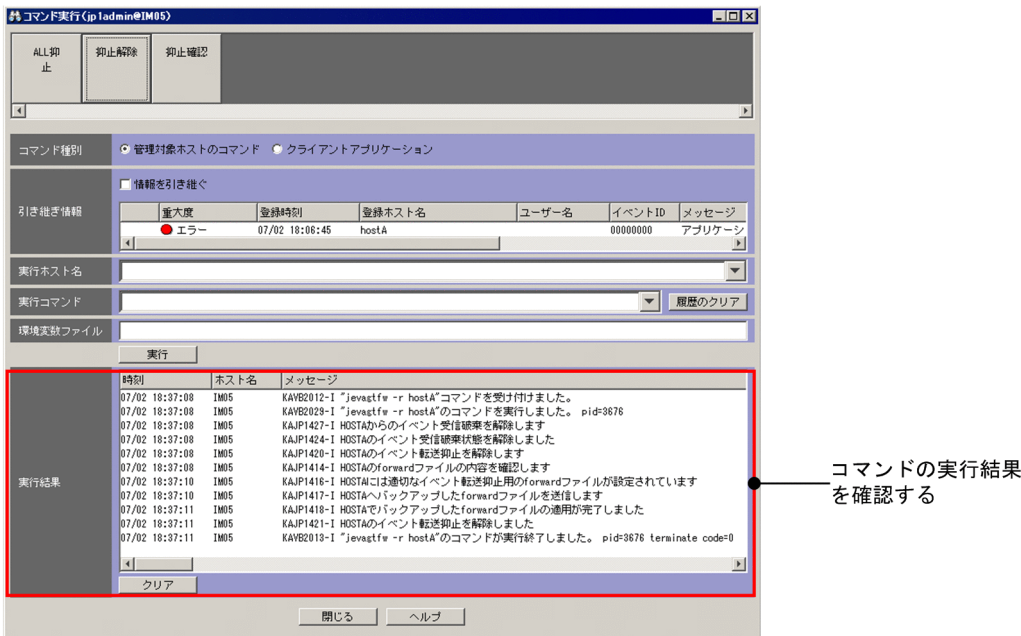 コマンド実行(jp1admin@IM05)
ALL抑
止
抑止解除
抑止確認
コマンド種別
管理対象ホストのコマンド
クライアントアプリケーション
引き継ぎ情報
情報を引き継ぐ
重大度 登録時刻 登録ホスト名 ユーザー名 イベントID メッセージ
エラー 07/02 18:06:45 hostA 00000000 アプリケーシ
実行ホスト名
実行コマンド
履歴のクリア
環境変数ファイル
実行
実行結果
時刻 ホスト名 メッセージ
07/02 18:37:08 IM05 KAVB2012-I "jevagtfw -r hostA"コマンドを受け付けました。
07/02 18:37:08 IM05 KAVB2029-I "jevagtfw -r hostA"のコマンドを実行しました。 pid=3676
07/02 18:37:08 IM05 KAJP1427-I HOSTAからのイベント受信破棄を解除します
07/02 18:37:08 IM05 KAJP1424-I HOSTAのイベント受信破棄状態を解除しました
07/02 18:37:08 IM05 KAJP1420-I HOSTAのイベント転送抑止を解除します
07/02 18:37:08 IM05 KAJP1414-I HOSTAのforwardファイルの内容を確認します
07/02 18:37:10 IM05 KAJP1416-I HOSTAには適切なイベント転送抑止用のforwardファイルが設定されています
07/02 18:37:10 IM05 KAJP1417-I HOSTAへバックアップしたforwardファイルを送信します
07/02 18:37:11 IM05 KAJP1418-I HOSTAでバックアップしたforwardファイルの適用が完了しました
07/02 18:37:11 IM05 KAJP1421-I HOSTAのイベント転送抑止を解除しました
07/02 18:37:11 IM05 KAVB2013-I "jevagtfw -r hostA"のコマンドが実行終了しました。 pid=3676 terminate code=0
クリア
閉じる
ヘルプ
コマンドの実行結果
を確認する